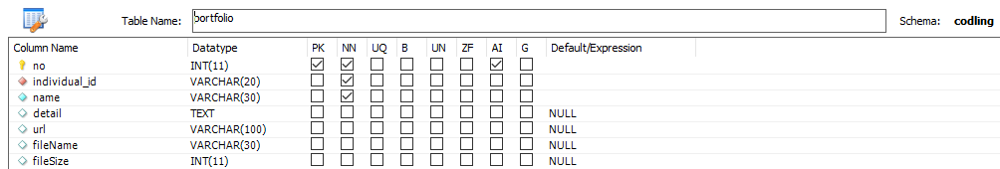 Table Name: portfolio Schema: codling
Column Name Datatype PK NN UQ B UN ZF AI G Default/Expression
no INT(11)
individual_id VARCHAR(20)
name VARCHAR(30)
detail TEXT NULL
url VARCHAR(100) NULL
fileName VARCHAR(30) NULL
fileSize INT(11) NULL